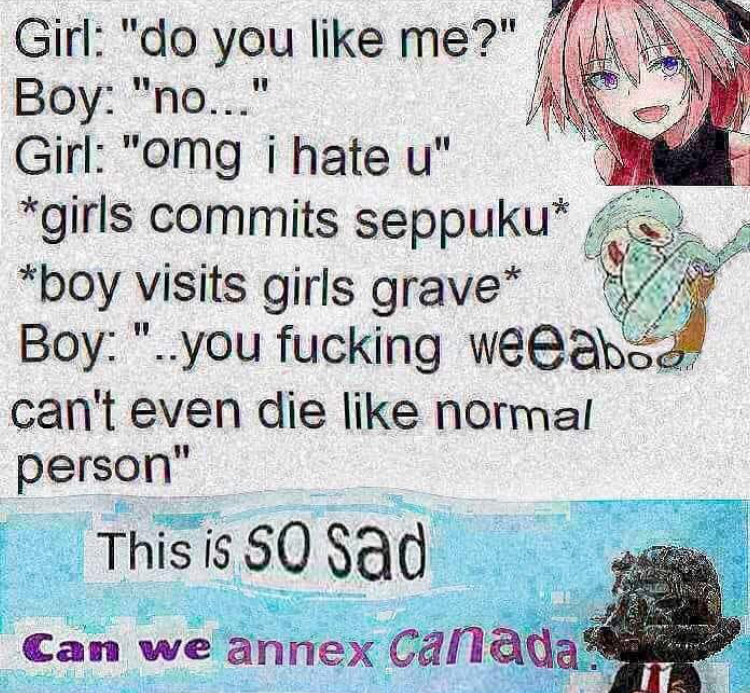 Girl: "do you like me?"
Boy: "no..."
Girl: "omg i hate u"
*girls commits seppuku*
*boy visits girls grave*
Boy: "..you fucking weeaboo
can't even die like normal
person"
This is so sad
Can we annex Canada.